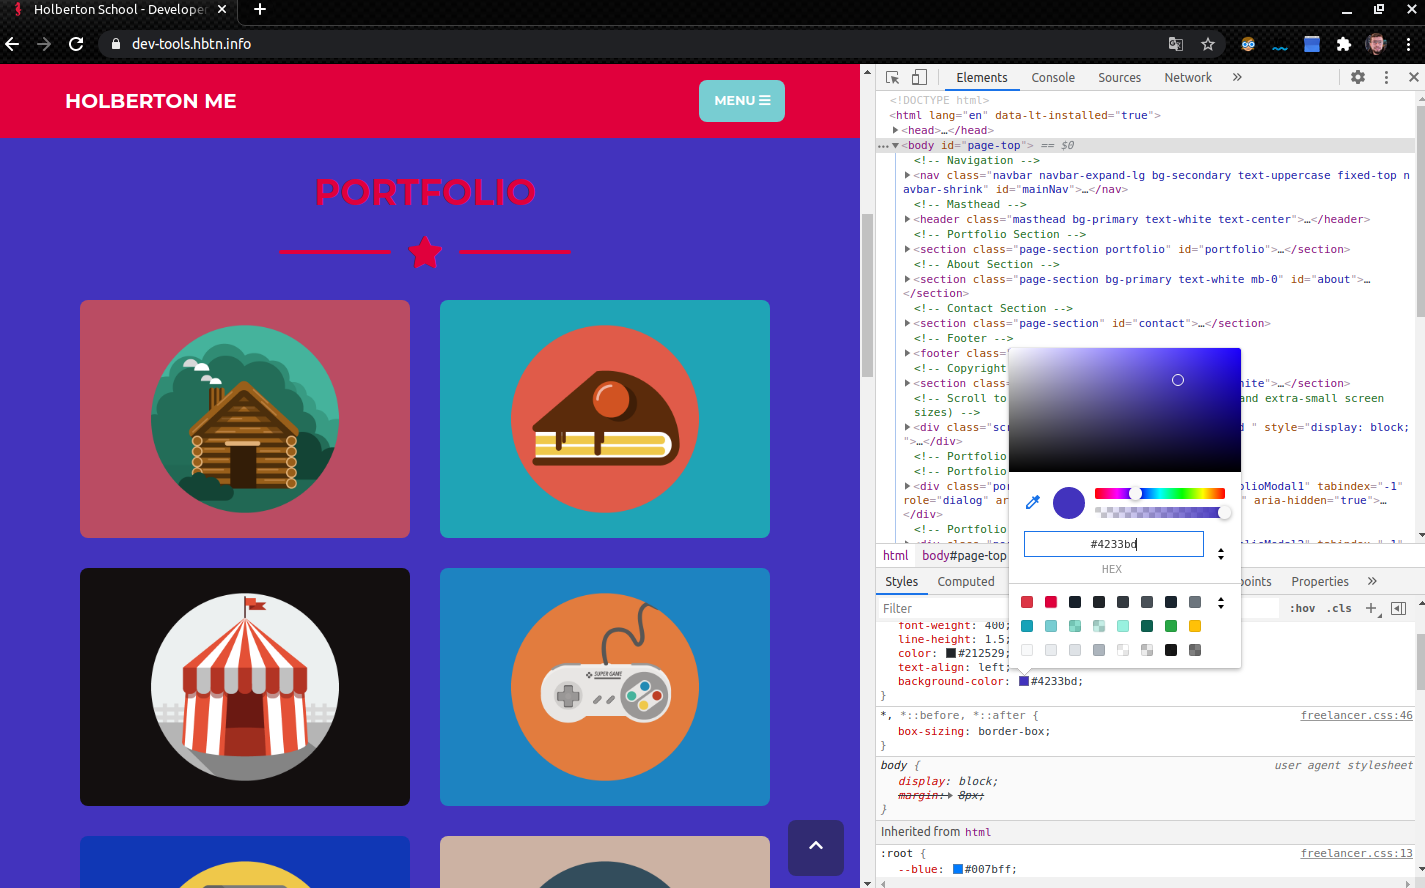 Holberton School - Developer
dev-tools.hbtn.info
HOLBERTON ME
MENU
PORTFOLIO
SUPER GAME
Elements
Console
Sources
Network
<!DOCTYPE html>
<html lang="en" data-lt-installed="true">
<head>…</head>
<body id="page-top"> == $0
<!-- Navigation -->
<nav class="navbar navbar-expand-lg bg-secondary text-uppercase fixed-top n
avbar-shrink" id="mainNav">…</nav>
<!-- Masthead -->
<header class="masthead bg-primary text-white text-center">…</header>
<!-- Portfolio Section -->
<section class="page-section portfolio" id="portfolio">…</section>
<!-- About Section -->
<section class="page-section bg-primary text-white mb-0" id="about">…
</section>
<!-- Contact Section -->
<section class="page-section" id="contact">…</section>
<!-- Footer -->
<footer class=
<!-- Copyright
<section class= white">…</section>
<!-- Scroll to and extra-small screen
sizes) -->
<div class="scr d " style="display: block;
">…</div>
<!-- Portfolio
<!-- Portfolio
<div class="por olioModal1" tabindex="-1"
role="dialog" ar " aria-hidden="true">…
</div>
<!-- Portfolio
html
body#page-top
#4233bd
HEX
Styles
Computed
points
Properties
Filter
:hov .cls
font-weight: 400;
line-height: 1.5;
color: #212529;
text-align: left;
background-color: #4233bd;
}
*, *::before, *::after { freelancer.css:46
box-sizing: border-box;
}
body { user agent stylesheet
display: block;
margin: 8px;
}
Inherited from html
:root { freelancer.css:13
--blue: #007bff;